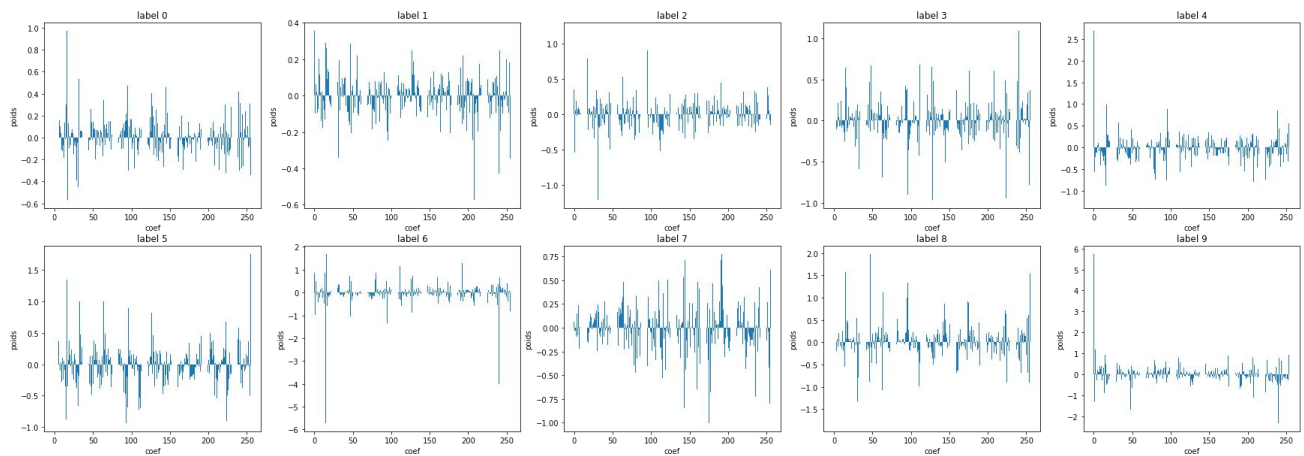 label 0
label 1
label 2
label 3
label 4
poids
1.0
0.8
0.6
0.4
0.2
0.0
−0.2
−0.4
−0.6
0 50 100 150 200 250
coef
poids
0.4
0.2
0.0
−0.2
−0.4
−0.6
0 50 100 150 200 250
coef
poids
1.0
0.5
0.0
−0.5
−1.0
0 50 100 150 200 250
coef
poids
1.0
0.5
0.0
−0.5
−1.0
0 50 100 150 200 250
coef
poids
2.5
2.0
1.5
1.0
0.5
0.0
−0.5
−1.0
0 50 100 150 200 250
coef
label 5
label 6
label 7
label 8
label 9
poids
1.5
1.0
0.5
0.0
−0.5
−1.0
0 50 100 150 200 250
coef
poids
2
1
0
−1
−2
−3
−4
−5
−6
0 50 100 150 200 250
coef
poids
0.75
0.50
0.25
0.00
−0.25
−0.50
−0.75
−1.00
0 50 100 150 200 250
coef
poids
2.0
1.5
1.0
0.5
0.0
−0.5
−1.0
−1.5
0 50 100 150 200 250
coef
poids
6
5
4
3
2
1
0
−1
−2
0 50 100 150 200 250
coef